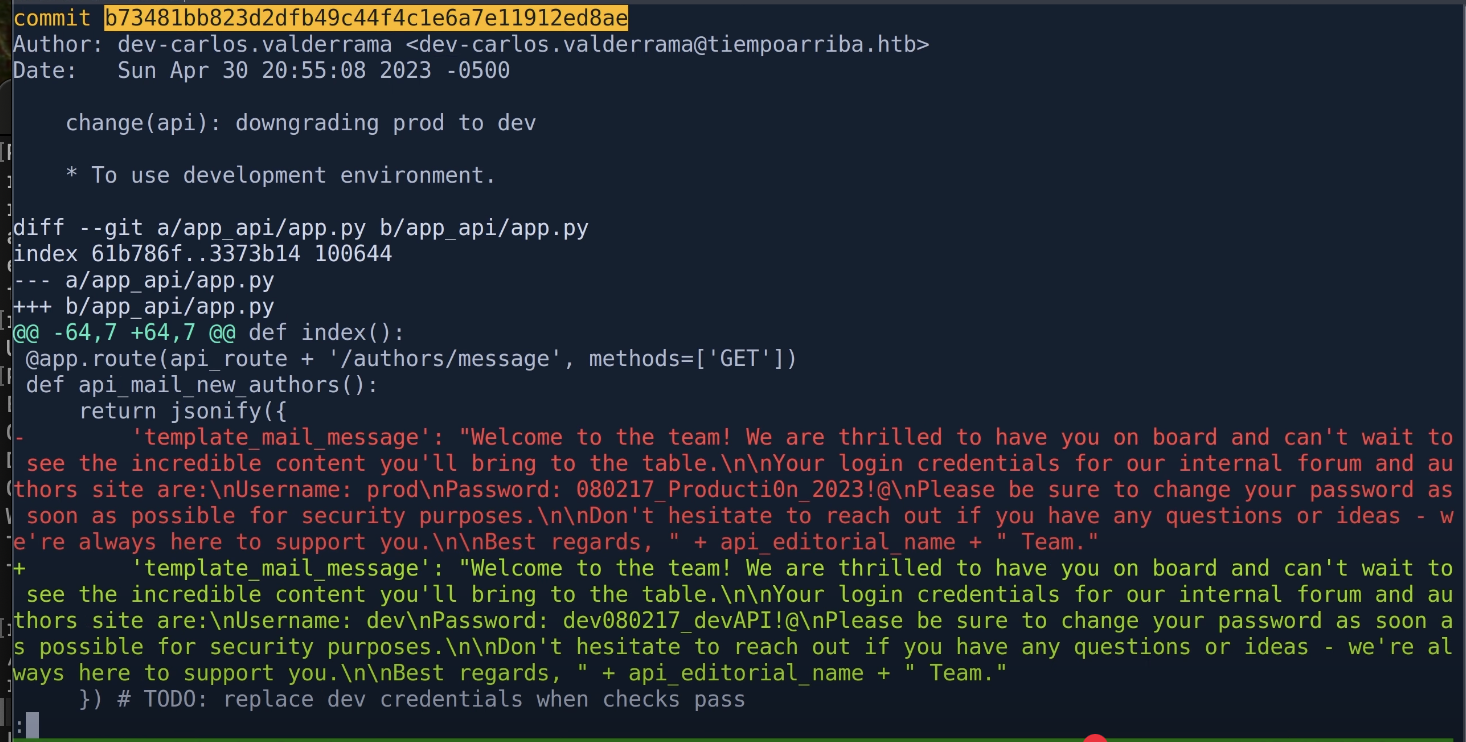 commit b73481bb823d2dfb49c44f4c1e6a7e11912ed8ae
Author: dev-carlos.valderrama <dev-carlos.valderrama@tiempoarriba.htb>
Date:   Sun Apr 30 20:55:08 2023 -0500
    change(api): downgrading prod to dev
    * To use development environment.
diff --git a/app_api/app.py b/app_api/app.py
index 61b786f..3373b14 100644
--- a/app_api/app.py
+++ b/app_api/app.py
@@ -64,7 +64,7 @@ def index():
 @app.route(api_route + '/authors/message', methods=['GET'])
 def api_mail_new_authors():
     return jsonify({
-        'template_mail_message': "Welcome to the team! We are thrilled to have you on board and can't wait to
 see the incredible content you'll bring to the table.\n\nYour login credentials for our internal forum and au
thors site are:\nUsername: prod\nPassword: 080217_Producti0n_2023!@\nPlease be sure to change your password as
 soon as possible for security purposes.\n\nDon't hesitate to reach out if you have any questions or ideas - w
e're always here to support you.\n\nBest regards, " + api_editorial_name + " Team."
+        'template_mail_message': "Welcome to the team! We are thrilled to have you on board and can't wait to
 see the incredible content you'll bring to the table.\n\nYour login credentials for our internal forum and au
thors site are:\nUsername: dev\nPassword: dev080217_devAPI!@\nPlease be sure to change your password as soon a
s possible for security purposes.\n\nDon't hesitate to reach out if you have any questions or ideas - we're al
ways here to support you.\n\nBest regards, " + api_editorial_name + " Team."
     }) # TODO: replace dev credentials when checks pass
: